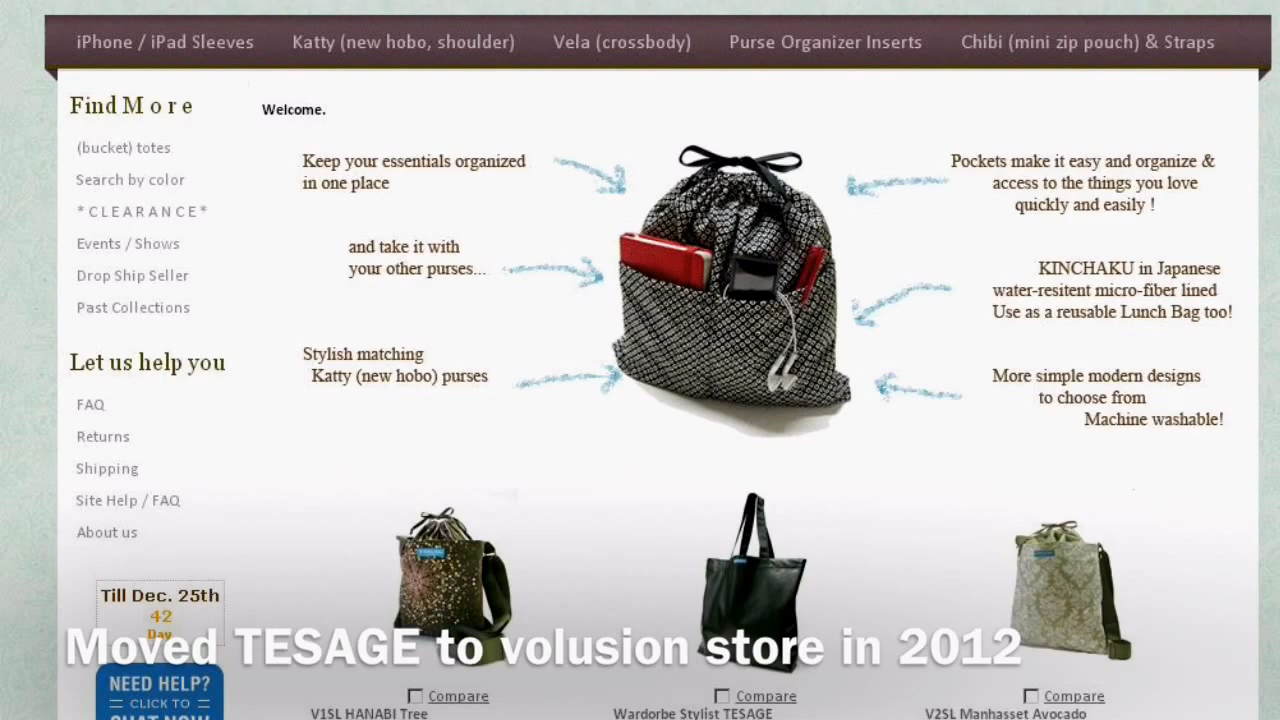 iPhone / iPad Sleeves
Katty (new hobo, shoulder)
Vela (crossbody)
Purse Organizer Inserts
Chibi (mini zip pouch) & Straps
Find M o r e
(bucket) totes
Search by color
* C L E A R A N C E *
Events / Shows
Drop Ship Seller
Past Collections
Let us help you
FAQ
Returns
Shipping
Site Help / FAQ
About us
Till Dec. 25th
42
Day
NEED HELP?
CLICK TO
CHAT NOW
Welcome.
Keep your essentials organized
in one place
and take it with
your other purses...
Stylish matching
Katty (new hobo) purses
Pockets make it easy and organize &
access to the things you love
quickly and easily !
KINCHAKU in Japanese
water-resitent micro-fiber lined
Use as a reusable Lunch Bag too!
More simple modern designs
to choose from
Machine washable!
Moved TESAGE to volusion store in 2012
Compare
Compare
Compare
V1SL HANABI Tree
Wardorbe Stylist TESAGE
V2SL Manhasset Avocado